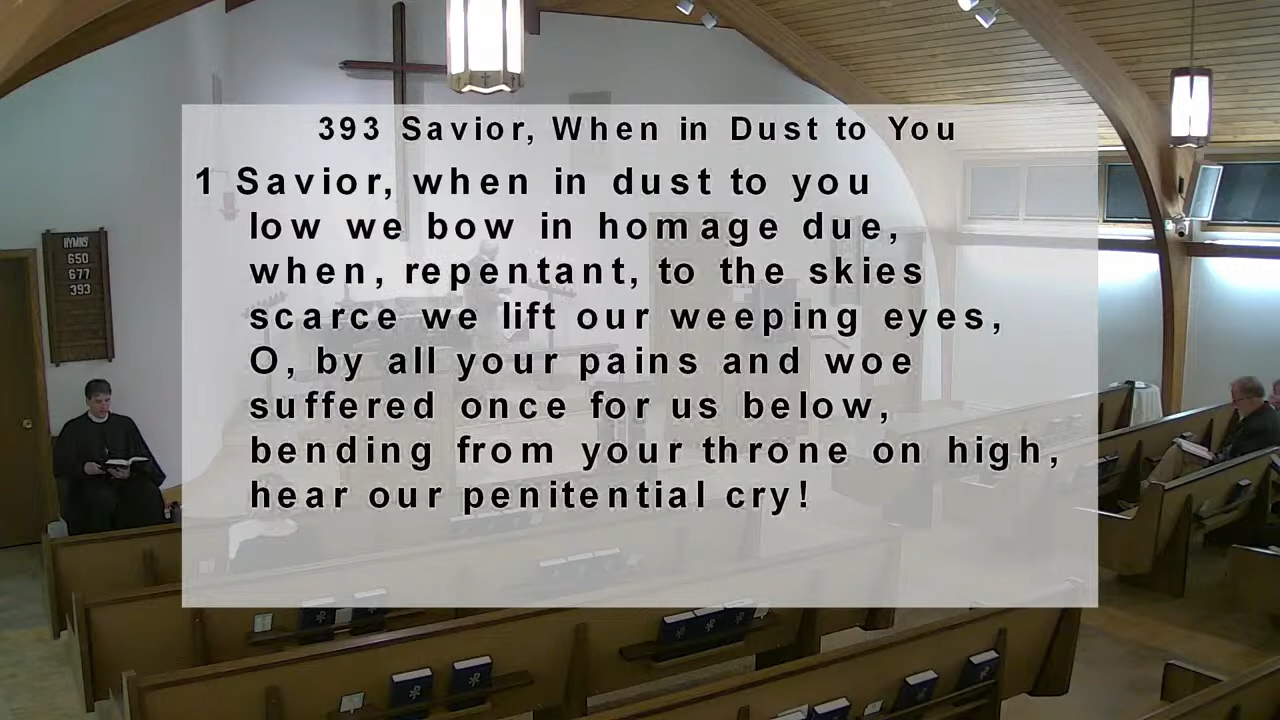 393 Savior, When in Dust to You
1 Savior, when in dust to you
low we bow in homage due,
when, repentant, to the skies
scarce we lift our weeping eyes,
O, by all your pains and woe
suffered once for us below,
bending from your throne on high,
hear our penitential cry!
HYMNS
650
677
393